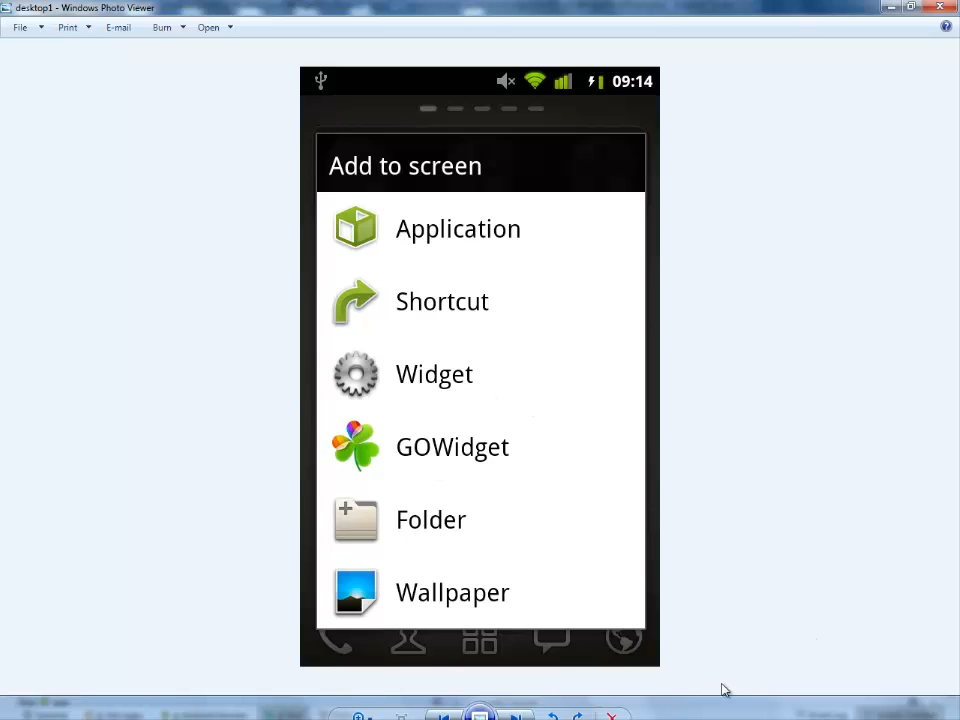 desktop1 - Windows Photo Viewer
File Print E-mail Burn Open
09:14
Add to screen
Application
Shortcut
Widget
GOWidget
Folder
Wallpaper